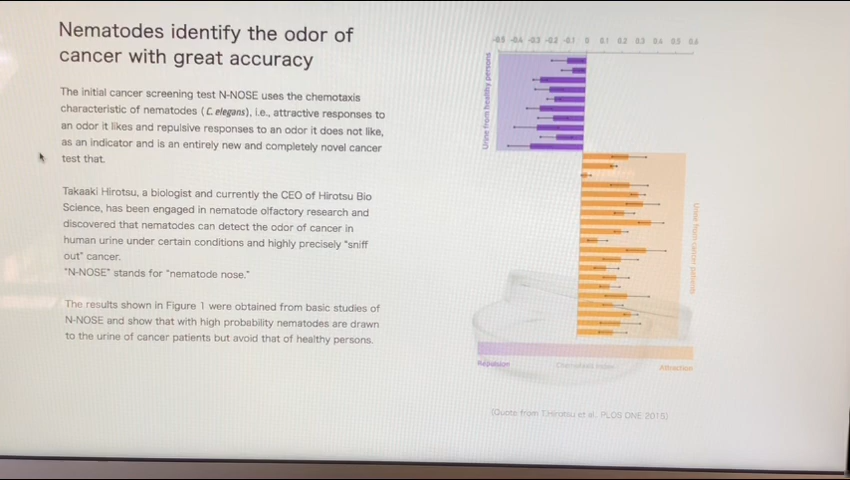 Nematodes identify the odor of
cancer with great accuracy
The initial cancer screening test N-NOSE uses the chemotaxis
characteristic of nematodes (C. elegans), i.e., attractive responses to
an odor it likes and repulsive responses to an odor it does not like,
as an indicator and is an entirely new and completely novel cancer
test that.
Takaaki Hirotsu, a biologist and currently the CEO of Hirotsu Bio
Science, has been engaged in nematode olfactory research and
discovered that nematodes can detect the odor of cancer in
human urine under certain conditions and highly precisely "sniff
out" cancer.
"N-NOSE" stands for "nematode nose."
The results shown in Figure 1 were obtained from basic studies of
N-NOSE and show that with high probability nematodes are drawn
to the urine of cancer patients but avoid that of healthy persons.
-0.5 -0.4 -0.3 -0.2 -0.1 0 0.1 0.2 0.3 0.4 0.5 0.6
Urine from healthy persons
Urine from cancer patients
Repulsion Chemotaxis index Attraction
(Quote from T.Hirotsu et al., PLOS ONE 2015)